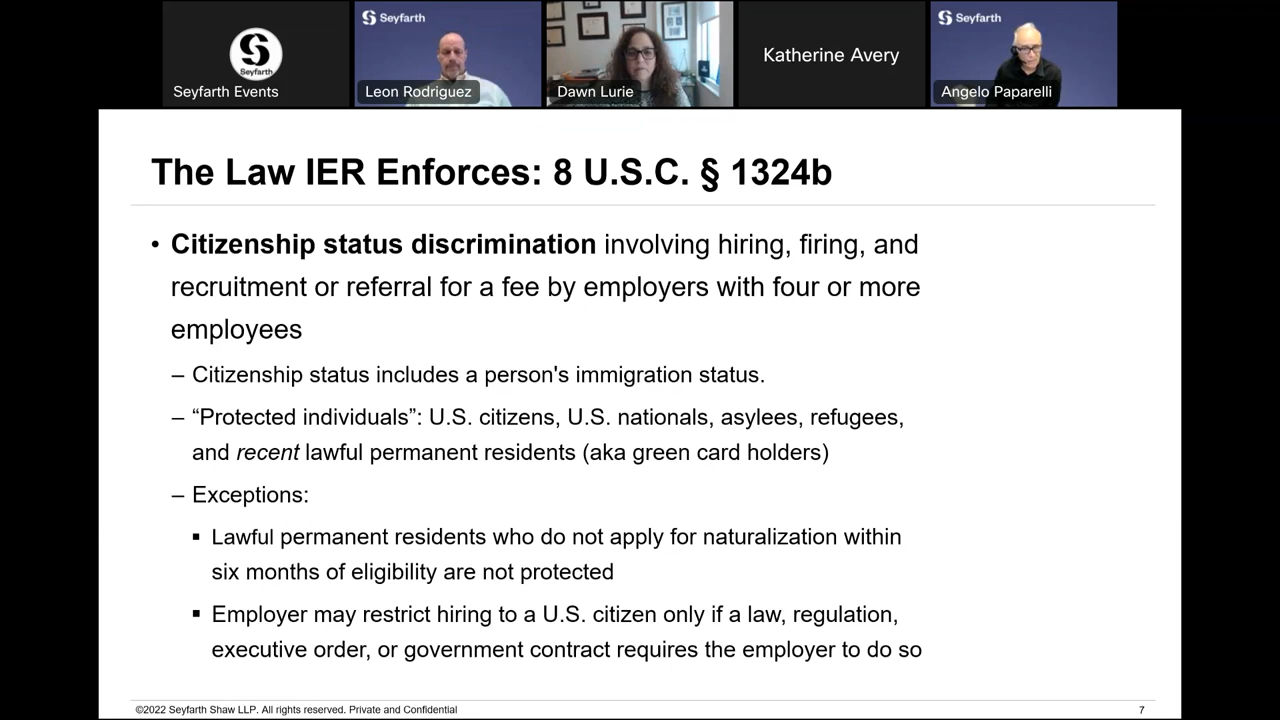 Seyfarth
Seyfarth Events
Seyfarth
Leon Rodriguez
Dawn Lurie
Katherine Avery
Seyfarth
Angelo Paparelli
The Law IER Enforces: 8 U.S.C. § 1324b
• Citizenship status discrimination involving hiring, firing, and
recruitment or referral for a fee by employers with four or more
employees
– Citizenship status includes a person's immigration status.
– “Protected individuals”: U.S. citizens, U.S. nationals, asylees, refugees,
and recent lawful permanent residents (aka green card holders)
– Exceptions:
▪ Lawful permanent residents who do not apply for naturalization within
six months of eligibility are not protected
▪ Employer may restrict hiring to a U.S. citizen only if a law, regulation,
executive order, or government contract requires the employer to do so
©2022 Seyfarth Shaw LLP. All rights reserved. Private and Confidential
7